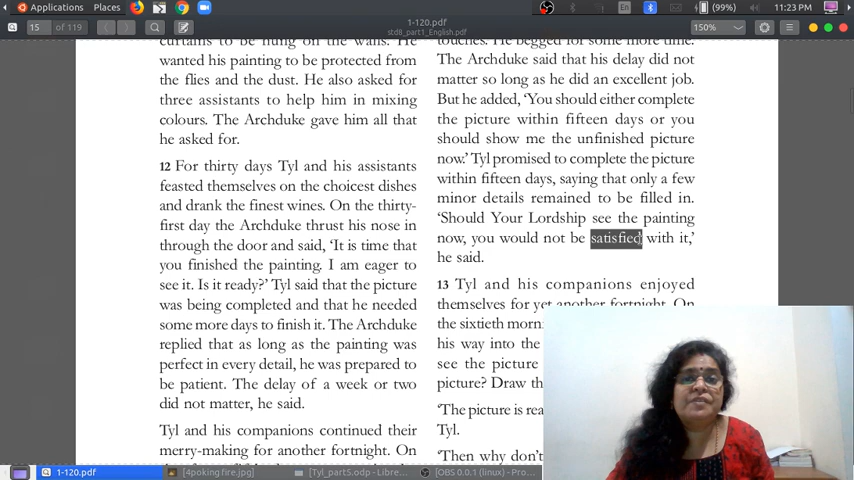 Applications Places En (99%) 11:23 PM
15 of 119 1-120.pdf 150%
std8_part1_English.pdf
curtains to be hung on the walls. He
wanted his painting to be protected from
the flies and the dust. He also asked for
three assistants to help him in mixing
colours. The Archduke gave him all that
he asked for.
12 For thirty days Tyl and his assistants
feasted themselves on the choicest dishes
and drank the finest wines. On the thirty-
first day the Archduke thrust his nose in
through the door and said, ‘It is time that
you finished the painting. I am eager to
see it. Is it ready?’ Tyl said that the picture
was being completed and that he needed
some more days to finish it. The Archduke
replied that as long as the painting was
perfect in every detail, he was prepared to
be patient. The delay of a week or two
did not matter, he said.
Tyl and his companions continued their
merry-making for another fortnight. On
touches. He begged for some more time.
The Archduke said that his delay did not
matter so long as he did an excellent job.
But he added, ‘You should either complete
the picture within fifteen days or you
should show me the unfinished picture
now.’ Tyl promised to complete the picture
within fifteen days, saying that only a few
minor details remained to be filled in.
‘Should Your Lordship see the painting
now, you would not be satisfied with it,’
he said.
13 Tyl and his companions enjoyed
themselves for yet another fortnight. On
the sixtieth morni
his way into the
see the picture
picture? Draw th
‘The picture is rea
Tyl.
‘Then why don’t
1-120.pdf [4pokingfire.jpg] [Tyl_part5.odp - Libre... [OBS 0.0.1 (linux) - Pro...